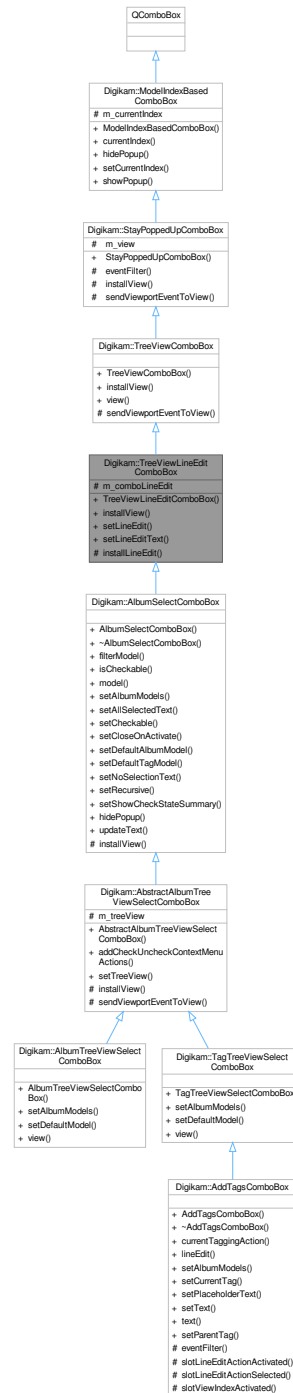 QComboBox
Digikam::ModelIndexBased
ComboBox
# m_currentIndex
+ ModelIndexBasedComboBox()
+ currentIndex()
+ hidePopup()
+ setCurrentIndex()
+ showPopup()
Digikam::StayPoppedUpComboBox
# m_view
+ StayPoppedUpComboBox()
# eventFilter()
# installView()
# sendViewportEventToView()
Digikam::TreeViewComboBox
+ TreeViewComboBox()
+ installView()
+ view()
# sendViewportEventToView()
Digikam::TreeViewLineEdit
ComboBox
# m_comboLineEdit
+ TreeViewLineEditComboBox()
+ installView()
+ setLineEdit()
+ setLineEditText()
# installLineEdit()
Digikam::AlbumSelectComboBox
+ AlbumSelectComboBox()
+ ~AlbumSelectComboBox()
+ filterModel()
+ isCheckable()
+ model()
+ setAlbumModels()
+ setAllSelectedText()
+ setCheckable()
+ setCloseOnActivate()
+ setDefaultAlbumModel()
+ setDefaultTagModel()
+ setNoSelectionText()
+ setRecursive()
+ setShowCheckStateSummary()
+ hidePopup()
+ updateText()
# installView()
Digikam::AbstractAlbumTree
ViewSelectComboBox
# m_treeView
+ AbstractAlbumTreeViewSelect
ComboBox()
+ addCheckUncheckContextMenu
Actions()
+ setTreeView()
# installView()
# sendViewportEventToView()
Digikam::AlbumTreeViewSelect
ComboBox
+ AlbumTreeViewSelectCombo
Box()
+ setAlbumModels()
+ setDefaultModel()
+ view()
Digikam::TagTreeViewSelect
ComboBox
+ TagTreeViewSelectComboBox()
+ setAlbumModels()
+ setDefaultModel()
+ view()
Digikam::AddTagsComboBox
+ AddTagsComboBox()
+ ~AddTagsComboBox()
+ currentTaggingAction()
+ lineEdit()
+ setAlbumModels()
+ setCurrentTag()
+ setPlaceholderText()
+ setText()
+ text()
+ setParentTag()
# eventFilter()
# slotLineEditActionActivated()
# slotLineEditActionSelected()
# slotViewIndexActivated()